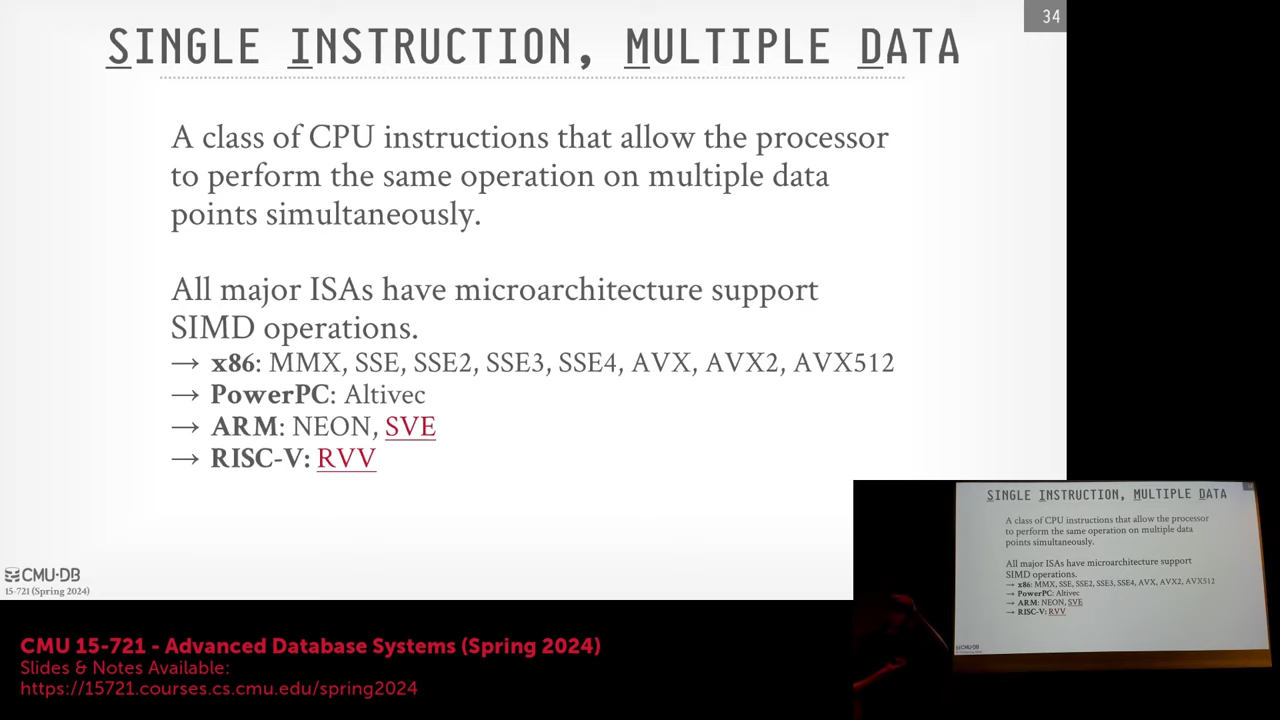 34
SINGLE INSTRUCTION, MULTIPLE DATA
A class of CPU instructions that allow the processor
to perform the same operation on multiple data
points simultaneously.
All major ISAs have microarchitecture support
SIMD operations.
→ x86: MMX, SSE, SSE2, SSE3, SSE4, AVX, AVX2, AVX512
→ PowerPC: Altivec
→ ARM: NEON, SVE
→ RISC-V: RVV
CMU·DB
15-721 (Spring 2024)
SINGLE INSTRUCTION, MULTIPLE DATA
A class of CPU instructions that allow the processor
to perform the same operation on multiple data
points simultaneously.
All major ISAs have microarchitecture support
SIMD operations.
→ x86: MMX, SSE, SSE2, SSE3, SSE4, AVX, AVX2, AVX512
→ PowerPC: Altivec
→ ARM: NEON, SVE
→ RISC-V: RVV
CMU 15-721 - Advanced Database Systems (Spring 2024)
Slides & Notes Available:
https://15721.courses.cs.cmu.edu/spring2024